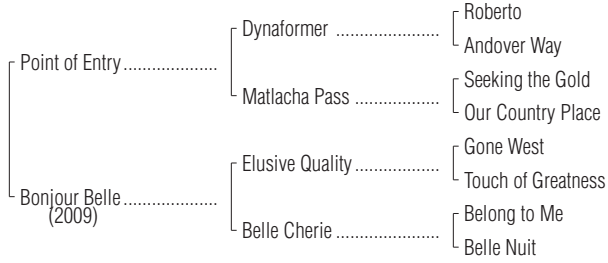 Roberto
Dynaformer ..................
Andover Way
Point of Entry....................
Seeking the Gold
Matlacha Pass ..................
Our Country Place
Gone West
Elusive Quality..................
Touch of Greatness
Bonjour Belle....................
(2009)
Belong to Me
Belle Cherie ......................
Belle Nuit